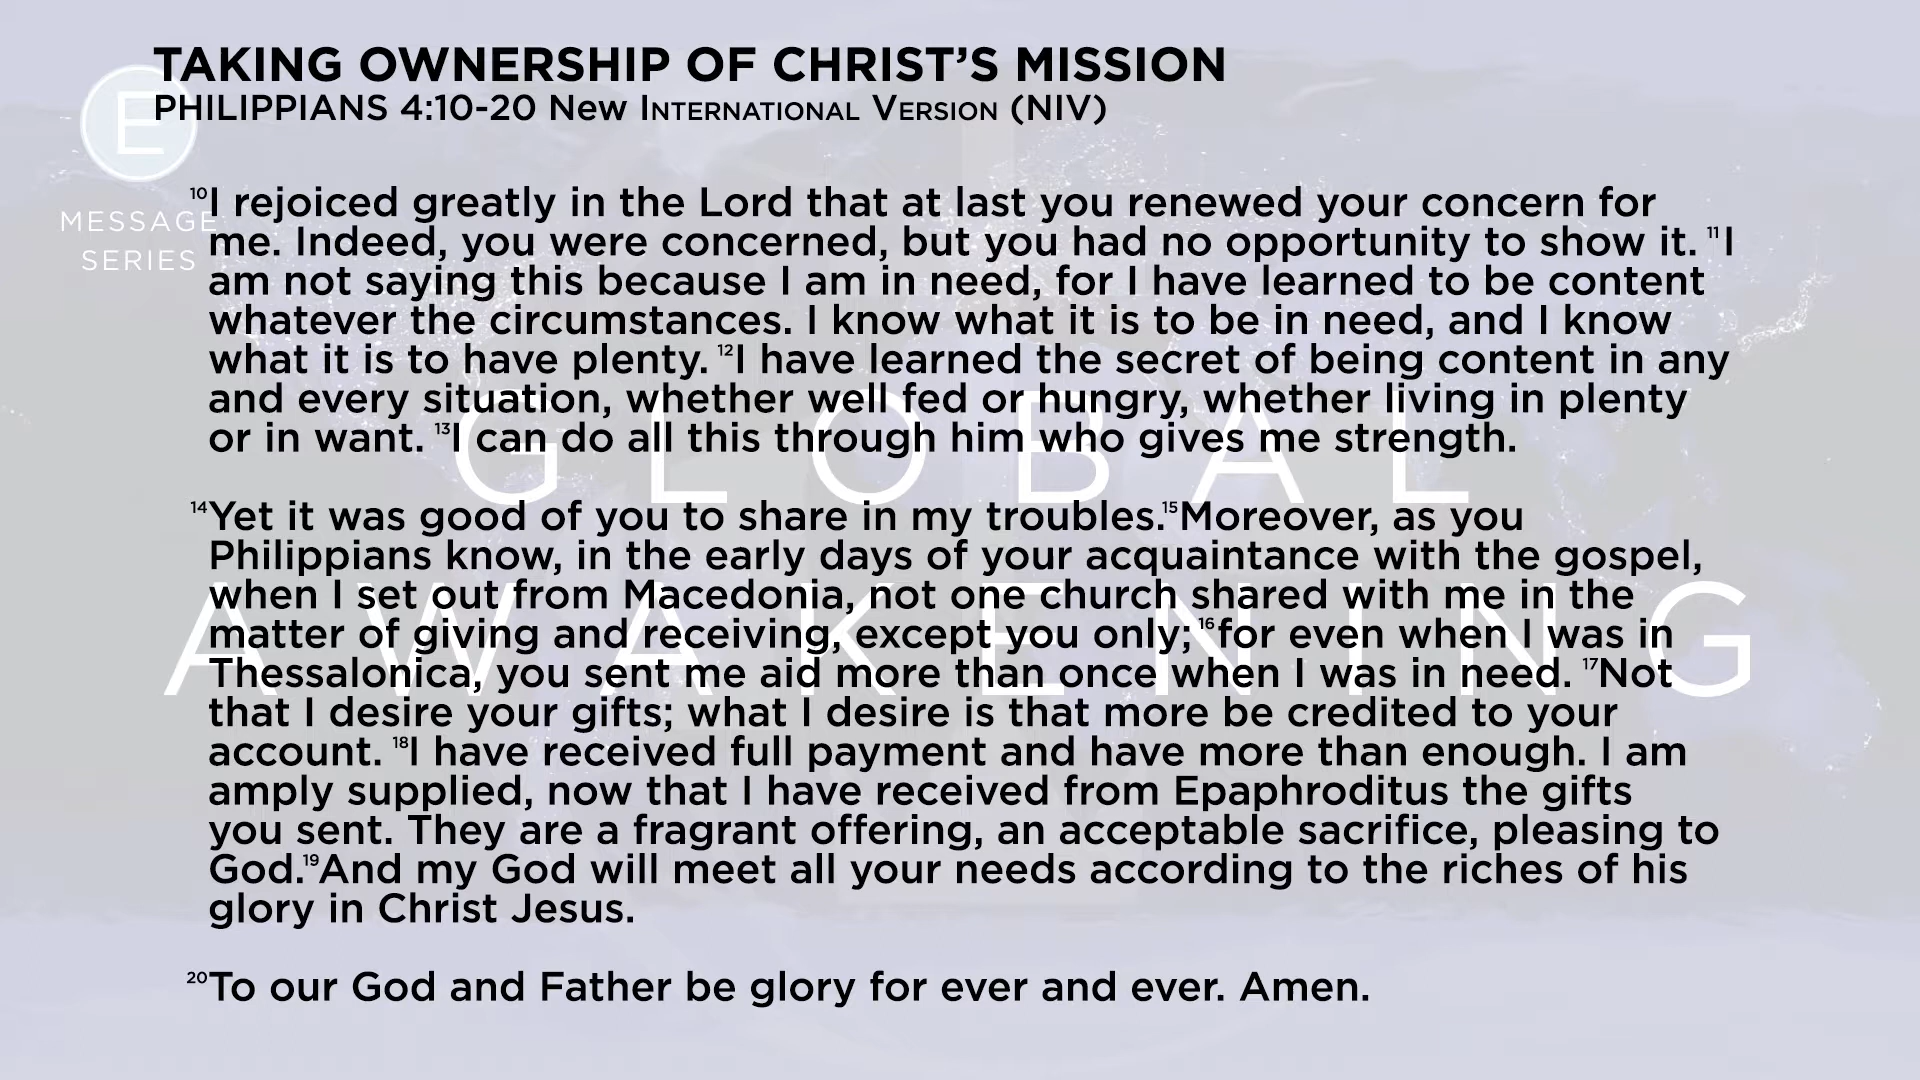 TAKING OWNERSHIP OF CHRIST’S MISSION
PHILIPPIANS 4:10-20 New International Version (NIV)
E
MESSAGE
SERIES
10I rejoiced greatly in the Lord that at last you renewed your concern for
me. Indeed, you were concerned, but you had no opportunity to show it. 11I
am not saying this because I am in need, for I have learned to be content
whatever the circumstances. I know what it is to be in need, and I know
what it is to have plenty. 12I have learned the secret of being content in any
and every situation, whether well fed or hungry, whether living in plenty
or in want. 13I can do all this through him who gives me strength.
14Yet it was good of you to share in my troubles.15Moreover, as you
Philippians know, in the early days of your acquaintance with the gospel,
when I set out from Macedonia, not one church shared with me in the
matter of giving and receiving, except you only;16for even when I was in
Thessalonica, you sent me aid more than once when I was in need. 17Not
that I desire your gifts; what I desire is that more be credited to your
account. 18I have received full payment and have more than enough. I am
amply supplied, now that I have received from Epaphroditus the gifts
you sent. They are a fragrant offering, an acceptable sacrifice, pleasing to
God.19And my God will meet all your needs according to the riches of his
glory in Christ Jesus.
20To our God and Father be glory for ever and ever. Amen.
GLOBAL
AWAKENING